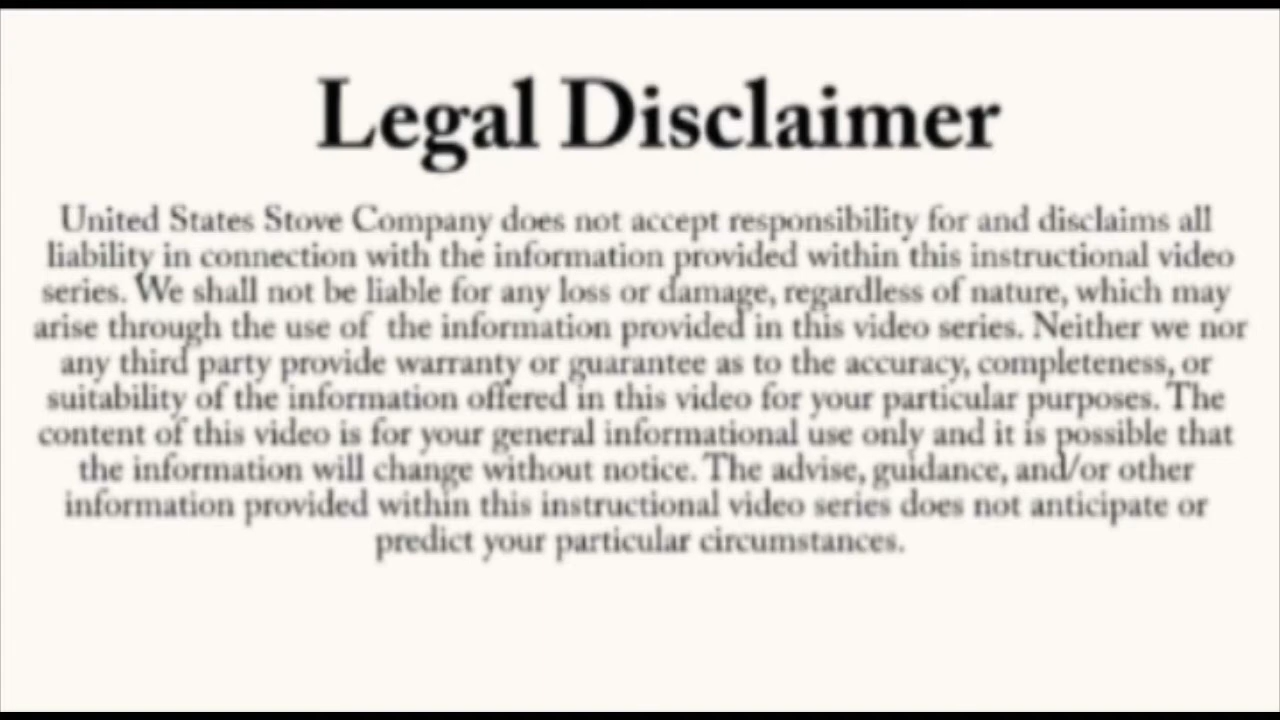 Legal Disclaimer
United States Stove Company does not accept responsibility for and disclaims all
liability in connection with the information provided within this instructional video
series. We shall not be liable for any loss or damage, regardless of nature, which may
arise through the use of the information provided in this video series. Neither we nor
any third party provide warranty or guarantee as to the accuracy, completeness, or
suitability of the information offered in this video for your particular purposes. The
content of this video is for your general informational use only and it is possible that
the information will change without notice. The advise, guidance, and/or other
information provided within this instructional video series does not anticipate or
predict your particular circumstances.